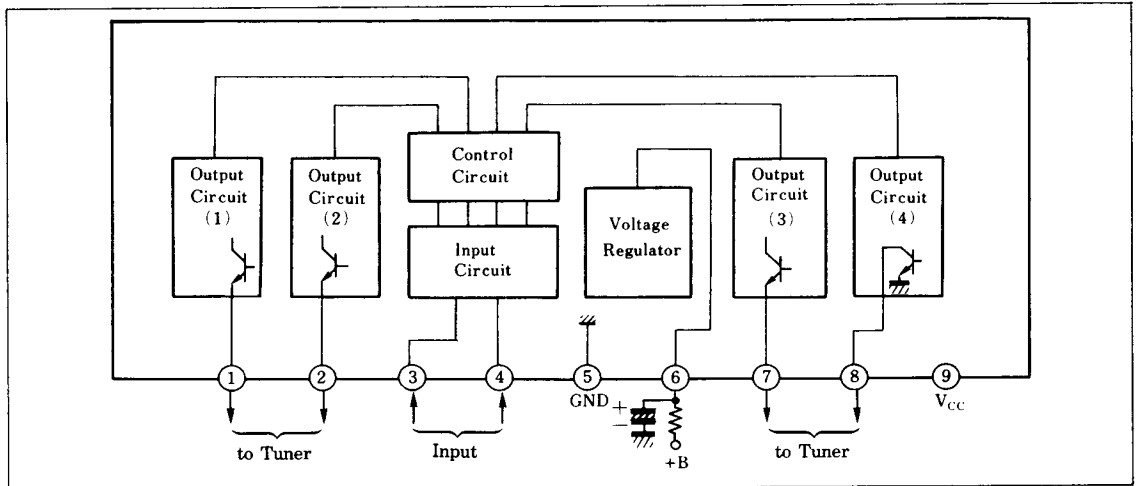 Output
Circuit
(1)
Output
Circuit
(2)
Control
Circuit
Input
Circuit
Voltage
Regulator
Output
Circuit
(3)
Output
Circuit
(4)
1
2
3
4
5
6
7
8
9
GND
VCC
+
−
+B
to Tuner
Input
to Tuner